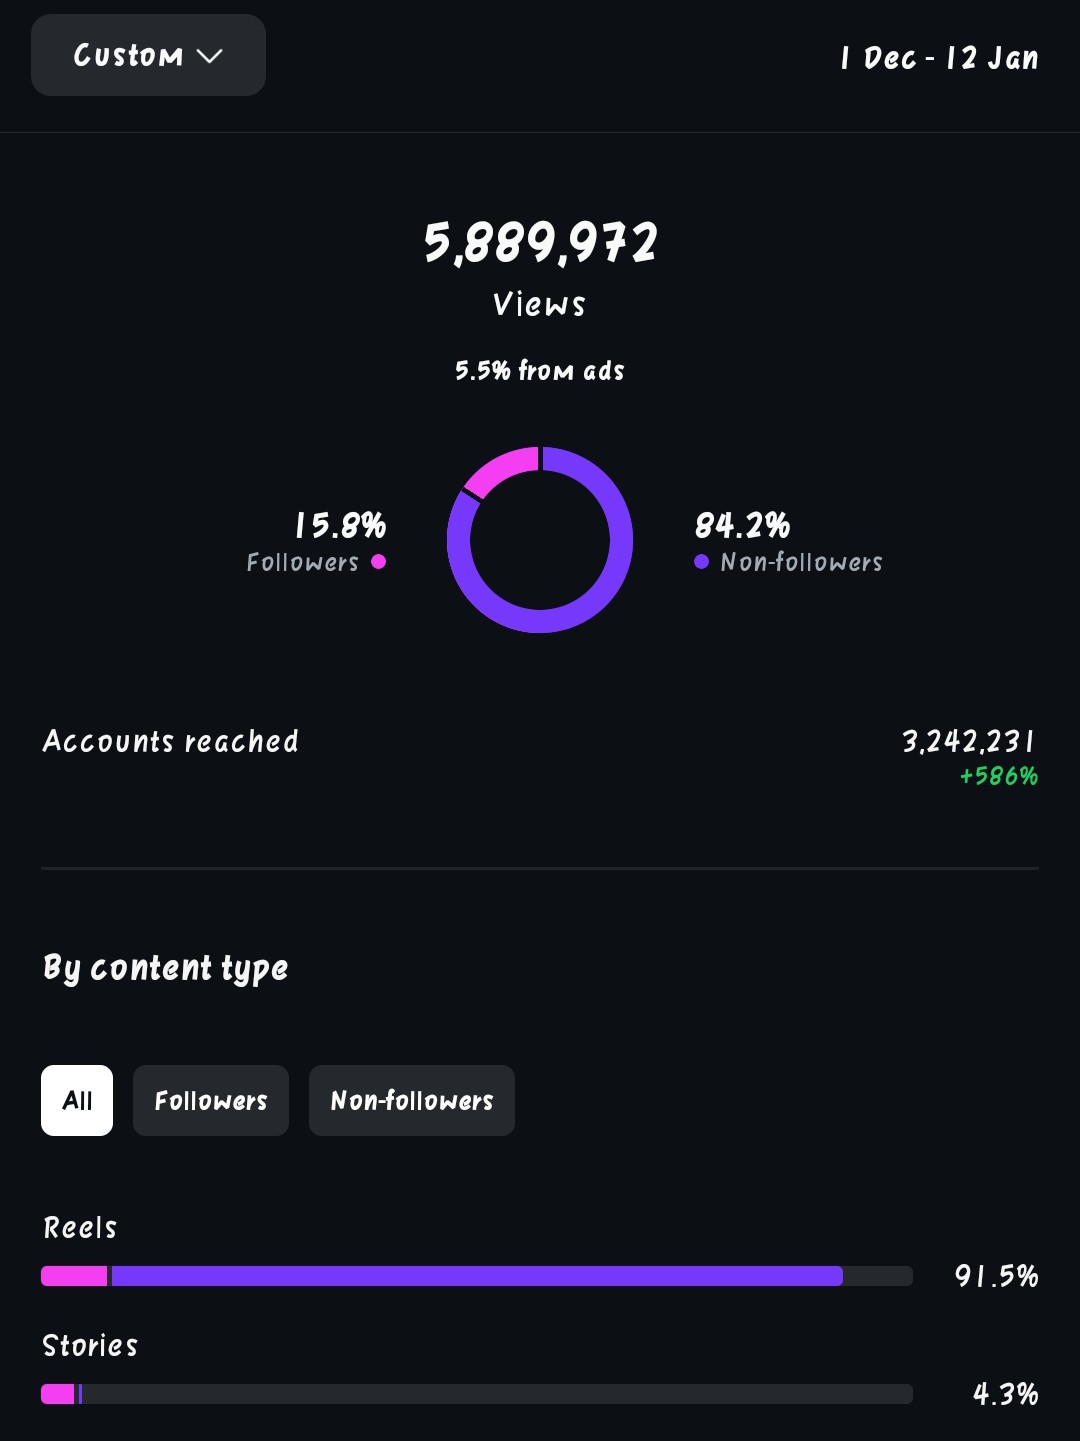 Custom
1 Dec - 12 Jan
5,889,972
Views
5.5% from ads
15.8%
Followers
84.2%
Non-followers
Accounts reached
3,242,231
+586%
By content type
All
Followers
Non-followers
Reels
91.5%
Stories
4.3%